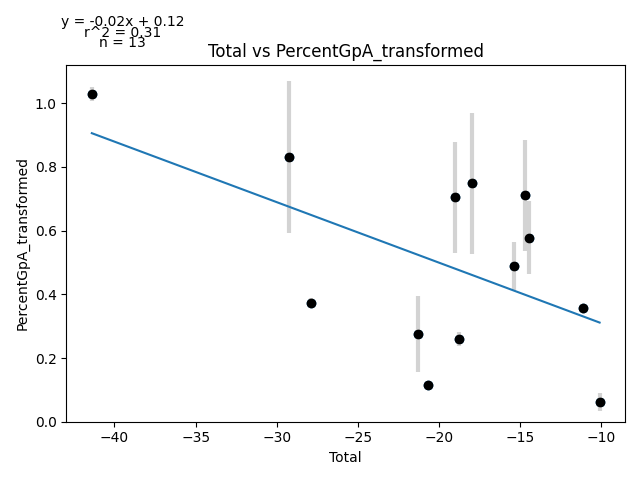 y = -0.02x + 0.12
r^2 = 0.31
n = 13
Total vs PercentGpA_transformed
PercentGpA_transformed
1.0
0.8
0.6
0.4
0.2
0.0
−40
−35
−30
−25
−20
−15
−10
Total